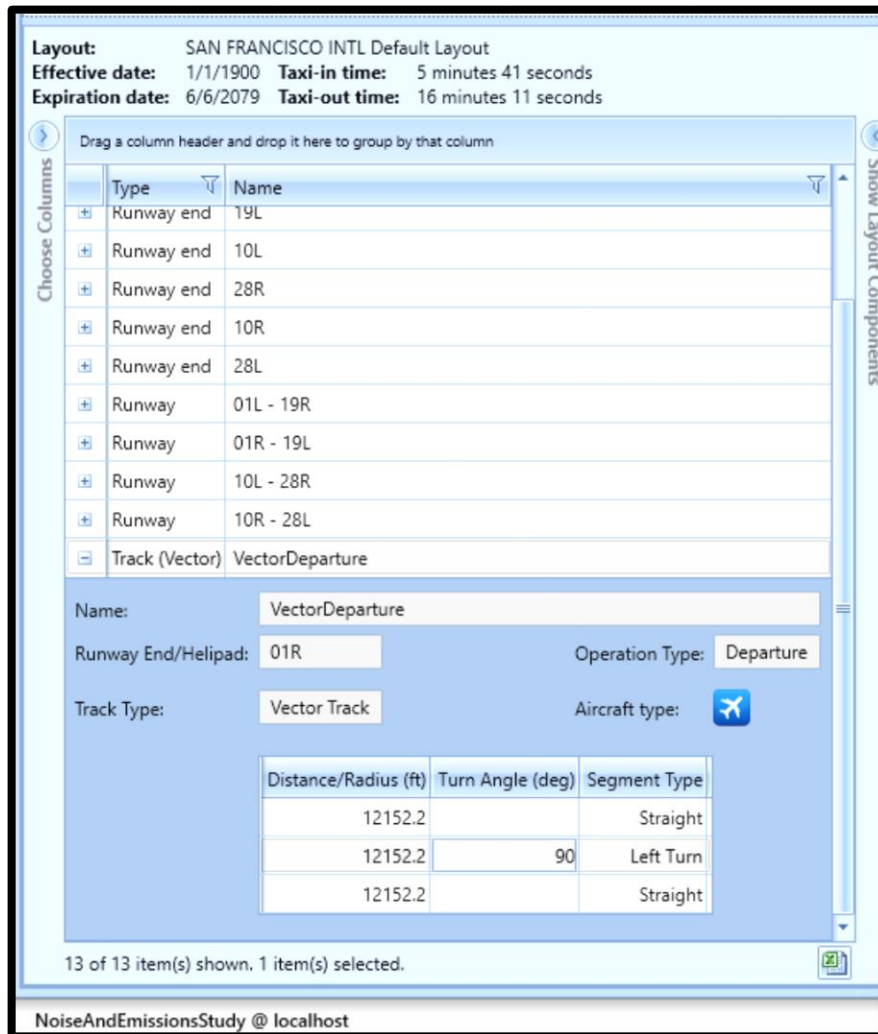 Layout: SAN FRANCISCO INTL Default Layout
Effective date: 1/1/1900 Taxi-in time: 5 minutes 41 seconds
Expiration date: 6/6/2079 Taxi-out time: 16 minutes 11 seconds
Choose Columns
Drag a column header and drop it here to group by that column
Show Layout Components
Type Name
Runway end 19L
Runway end 10L
Runway end 28R
Runway end 10R
Runway end 28L
Runway 01L - 19R
Runway 01R - 19L
Runway 10L - 28R
Runway 10R - 28L
Track (Vector) VectorDeparture
Name: VectorDeparture
Runway End/Helipad: 01R Operation Type: Departure
Track Type: Vector Track Aircraft type:
Distance/Radius (ft) Turn Angle (deg) Segment Type
12152.2 Straight
12152.2 90 Left Turn
12152.2 Straight
13 of 13 item(s) shown. 1 item(s) selected.
NoiseAndEmissionsStudy @ localhost